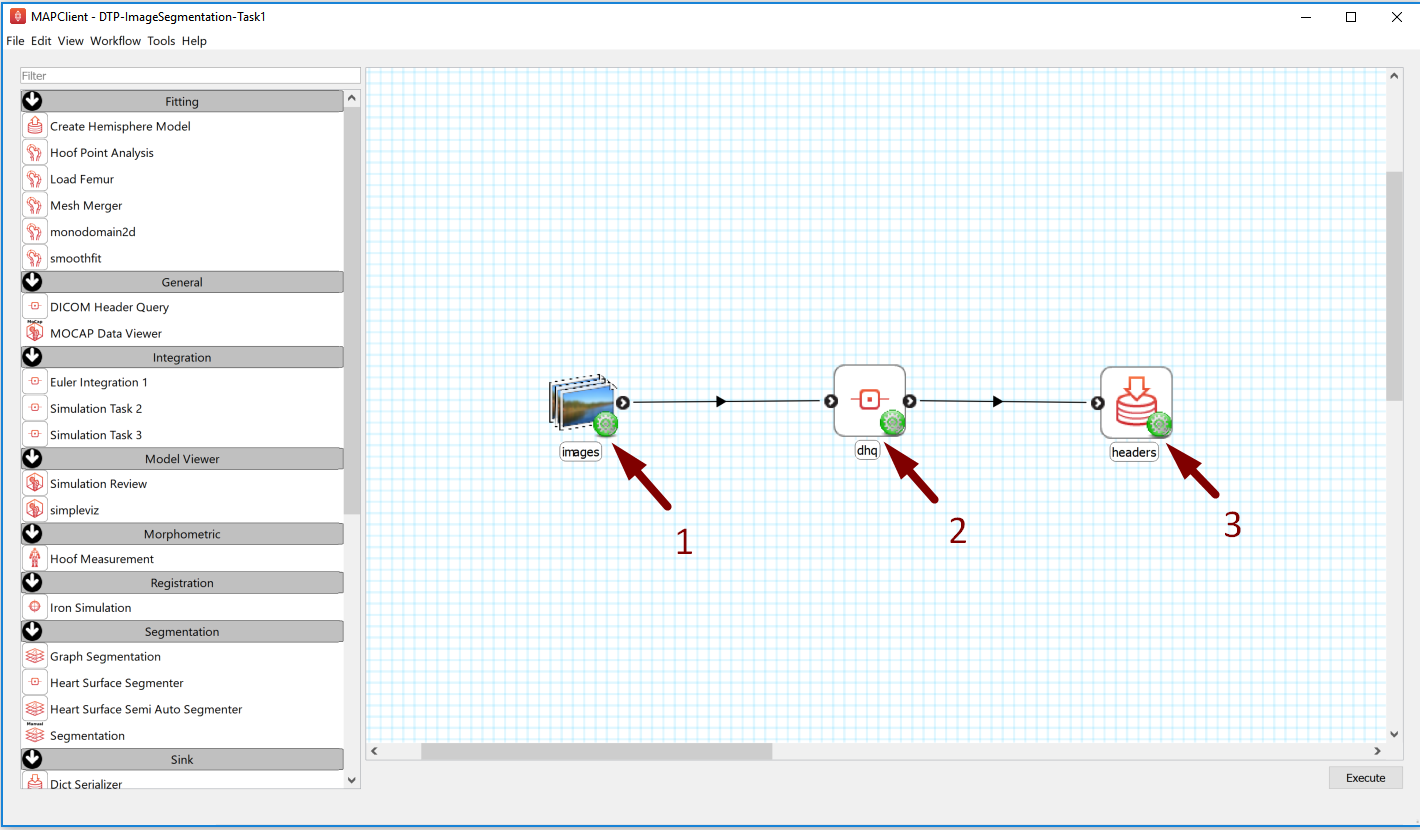 MAPClient - DTP-ImageSegmentation-Task1
File Edit View Workflow Tools Help
Filter
Fitting
Create Hemisphere Model
Hoof Point Analysis
Load Femur
Mesh Merger
monodomain2d
smoothfit
General
DICOM Header Query
MoCap
MOCAP Data Viewer
Integration
Euler Integration 1
Simulation Task 2
Simulation Task 3
Model Viewer
Simulation Review
simpleviz
Morphometric
Hoof Measurement
Registration
Iron Simulation
Segmentation
Graph Segmentation
Heart Surface Segmenter
Heart Surface Semi Auto Segmenter
Manual
Segmentation
Sink
Dict Serializer
images
dhq
headers
1
2
3
Execute